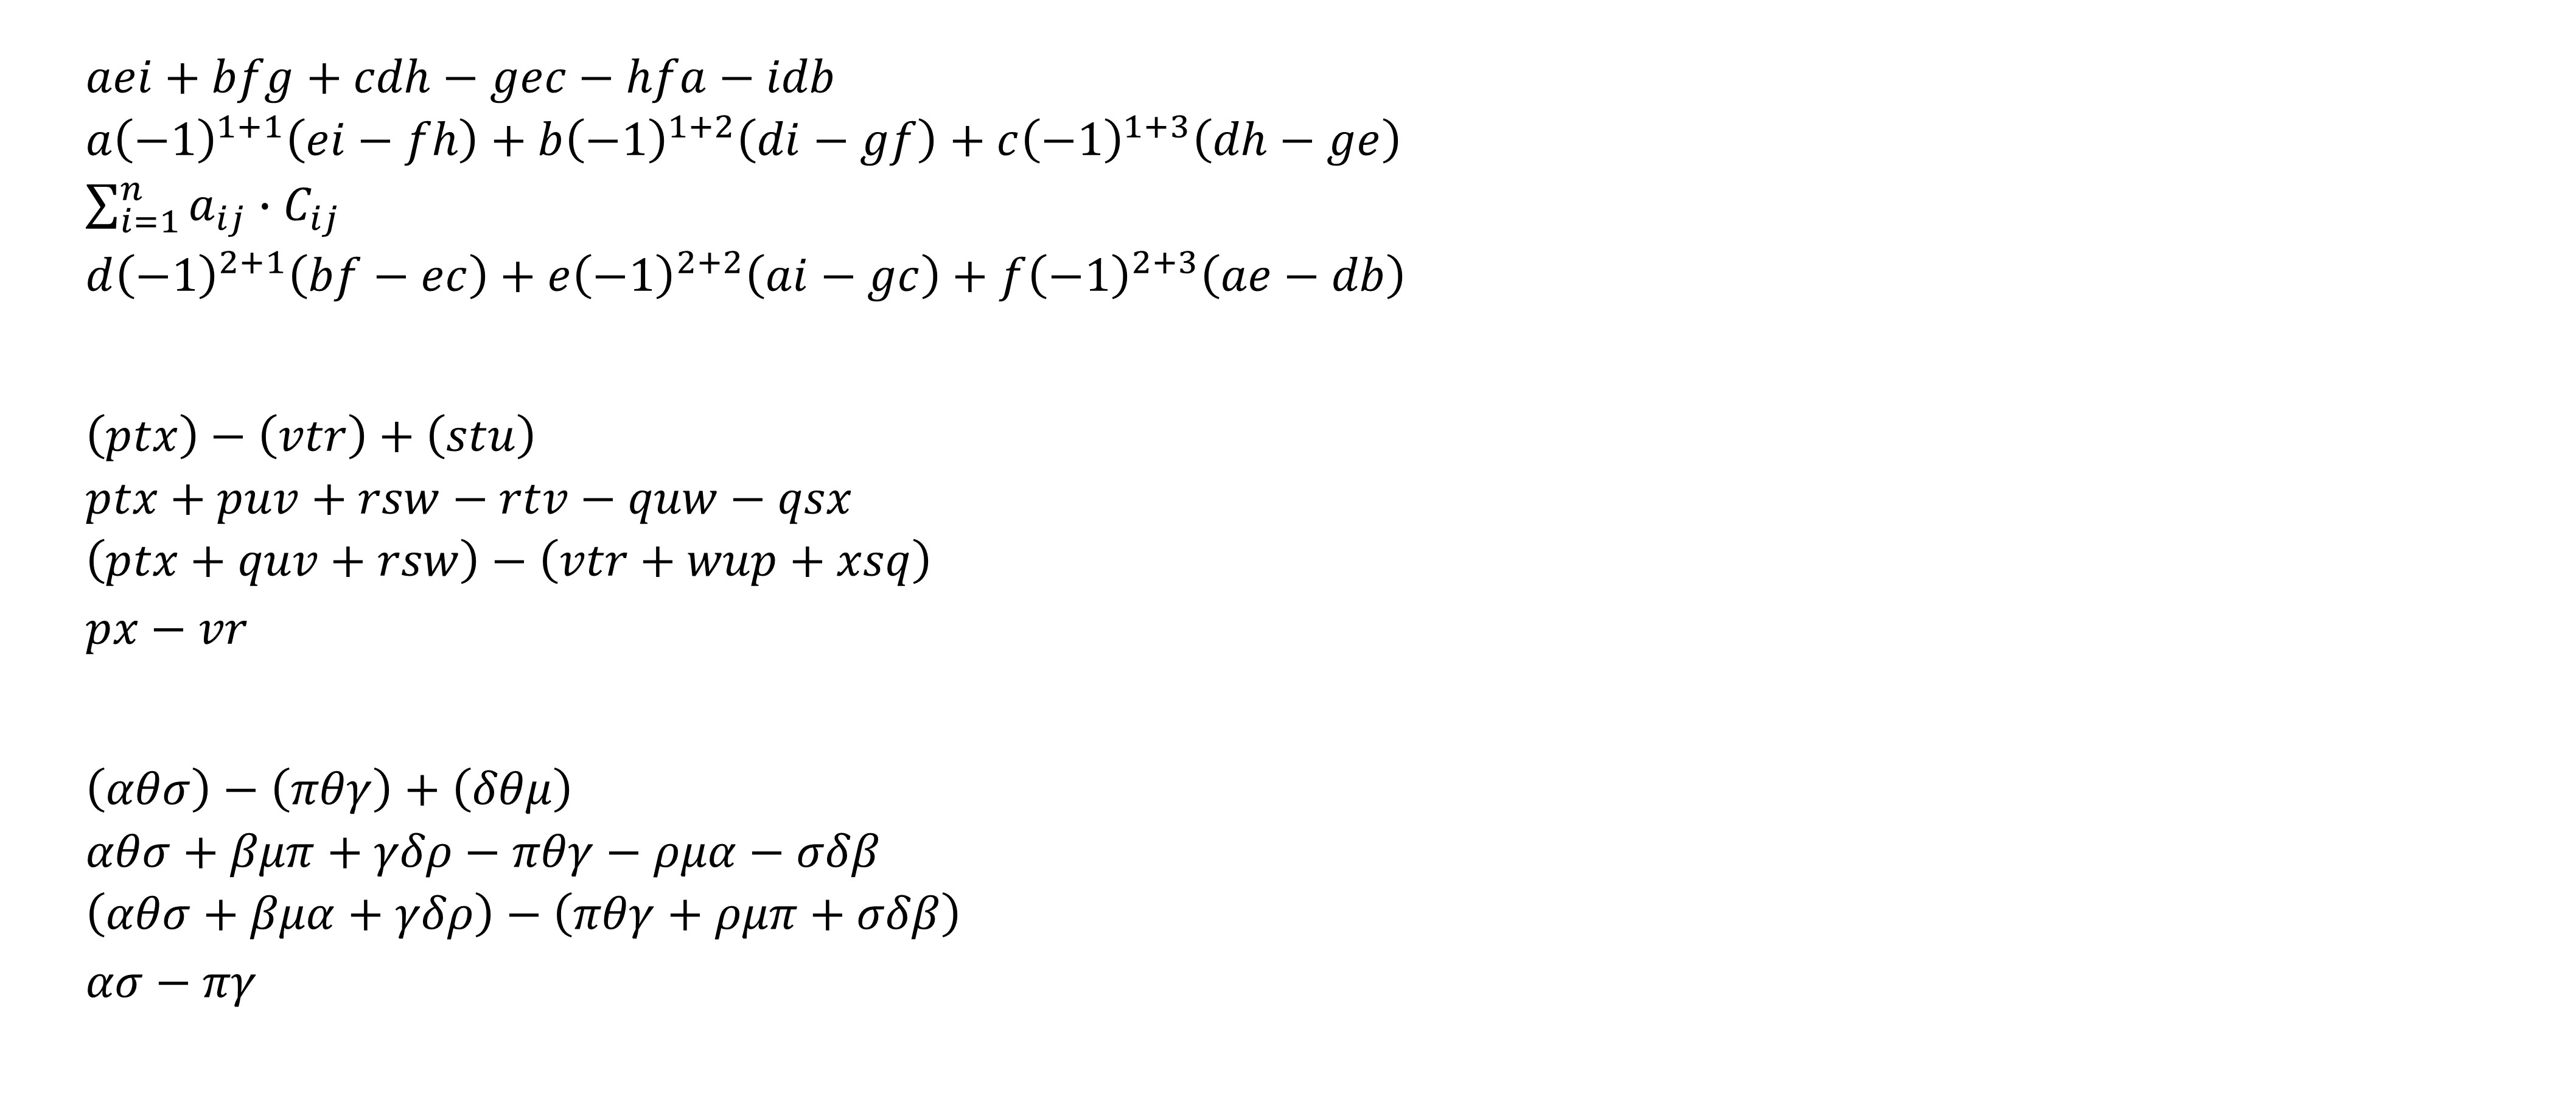 aei + bfg + cdh − gec − hfa − idb
a(−1)^{1+1}(ei − fh) + b(−1)^{1+2}(di − gf) + c(−1)^{1+3}(dh − ge)
∑_{i=1}^{n} a_{ij} · C_{ij}
d(−1)^{2+1}(bf − ec) + e(−1)^{2+2}(ai − gc) + f(−1)^{2+3}(ae − db)
(ptx) − (vtr) + (stu)
ptx + puv + rsw − rtv − quw − qsx
(ptx + quv + rsw) − (vtr + wup + xsq)
px − vr
(αθσ) − (πθγ) + (δθμ)
αθσ + βμπ + γδρ − πθγ − ρμα − σδβ
(αθσ + βμα + γδρ) − (πθγ + ρμπ + σδβ)
ασ − πγ